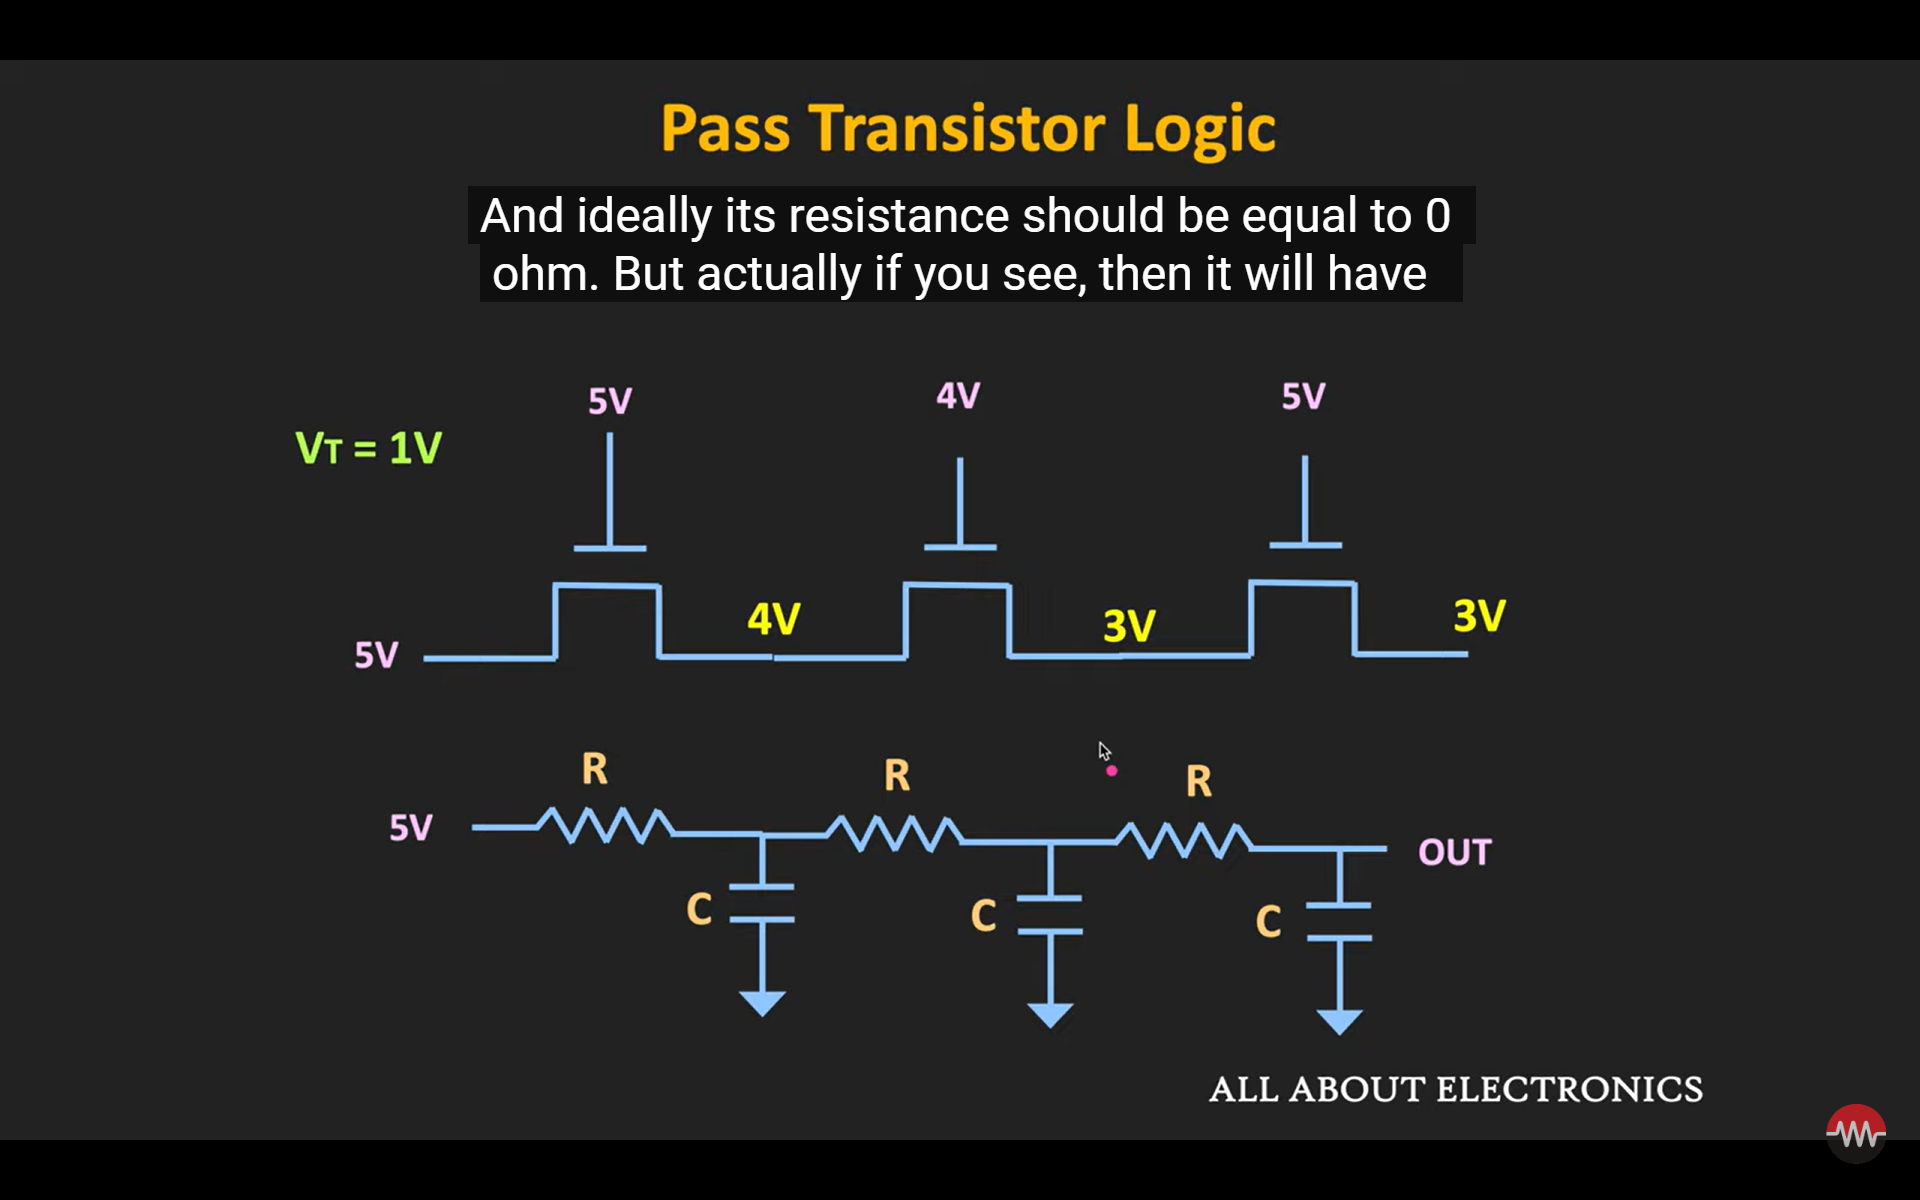 Pass Transistor Logic
And ideally its resistance should be equal to 0
ohm. But actually if you see, then it will have
5V 4V 5V
VT = 1V
4V 3V 3V
5V
R R R
5V OUT
C C C
ALL ABOUT ELECTRONICS